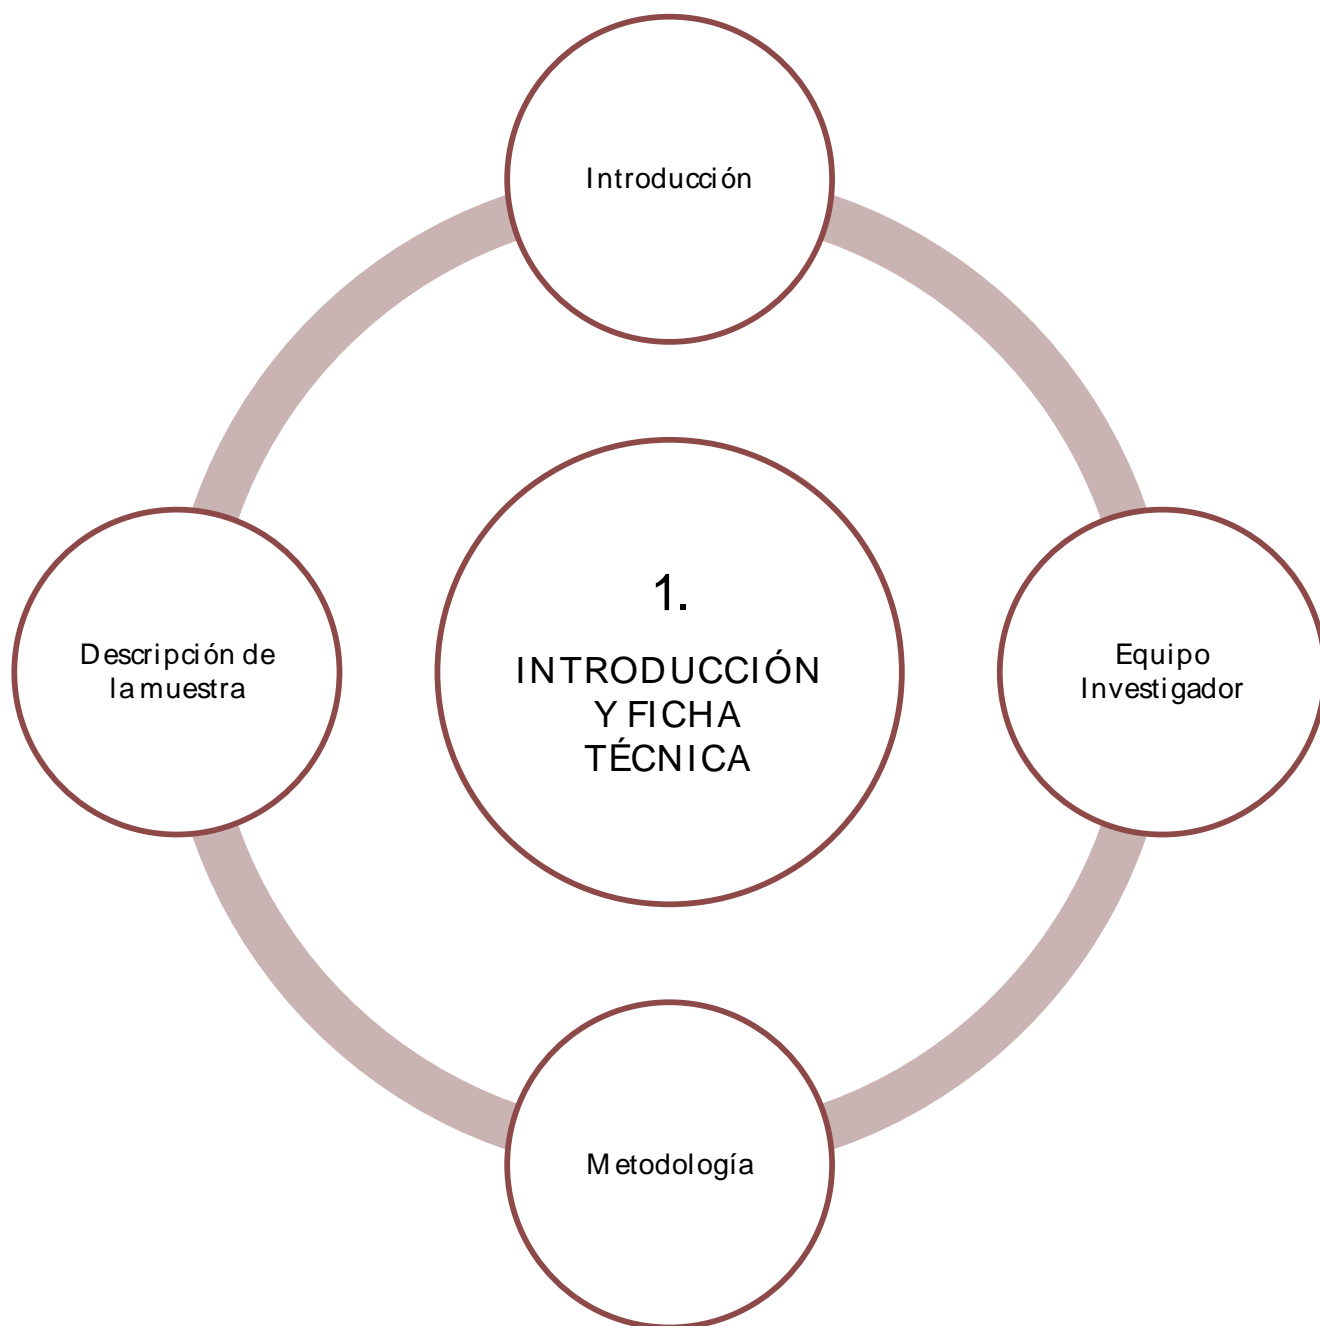 Introducción
1.
INTRODUCCIÓN
Y FICHA
TÉCNICA
Equipo
Investigador
Metodología
Descripción de
la muestra